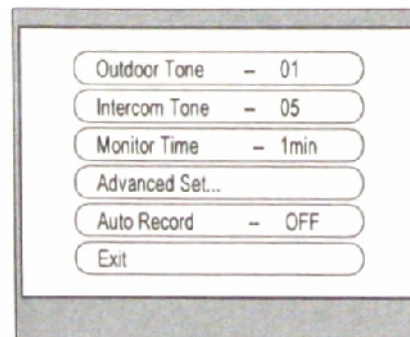 Outdoor Tone – 01
Intercom Tone – 05
Monitor Time – 1min
Advanced Set...
Auto Record – OFF
Exit